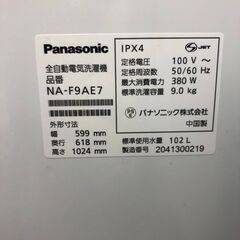 Panasonic
全自動電気洗濯機
品番
NA-F9AE7
外形寸法
幅 599 mm
奥行 618 mm
高さ 1024 mm
IPX4
JET
定格電圧 100 V～
定格周波数 50/60 Hz
最大消費電力 380 W
標準洗濯容量 9.0 kg
パナソニック株式会社
中国製
標準使用水量 102 L
製造番号 2041300219